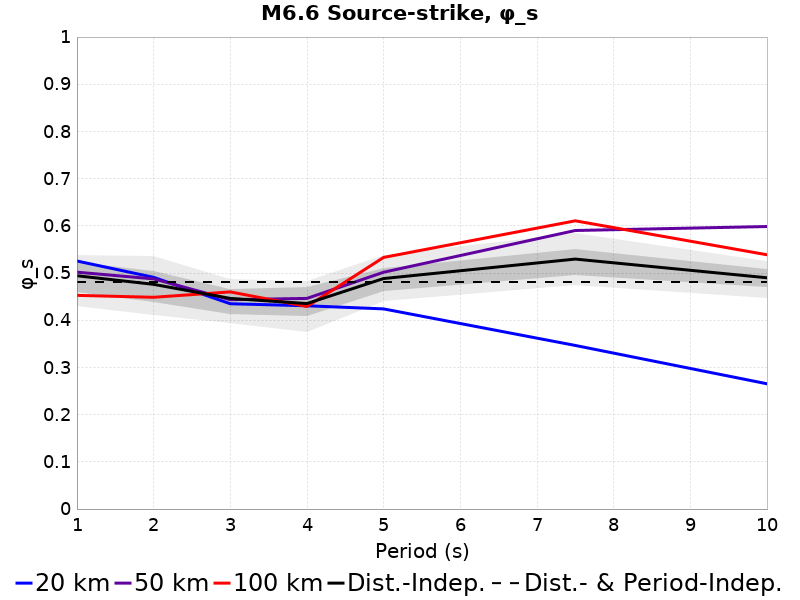 M6.6 Source-strike, φ_s
1
0.9
0.8
0.7
0.6
0.5
0.4
0.3
0.2
0.1
0
φ_s
1 2 3 4 5 6 7 8 9 10
Period (s)
20 km 50 km 100 km Dist.-Indep. Dist.- & Period-Indep.